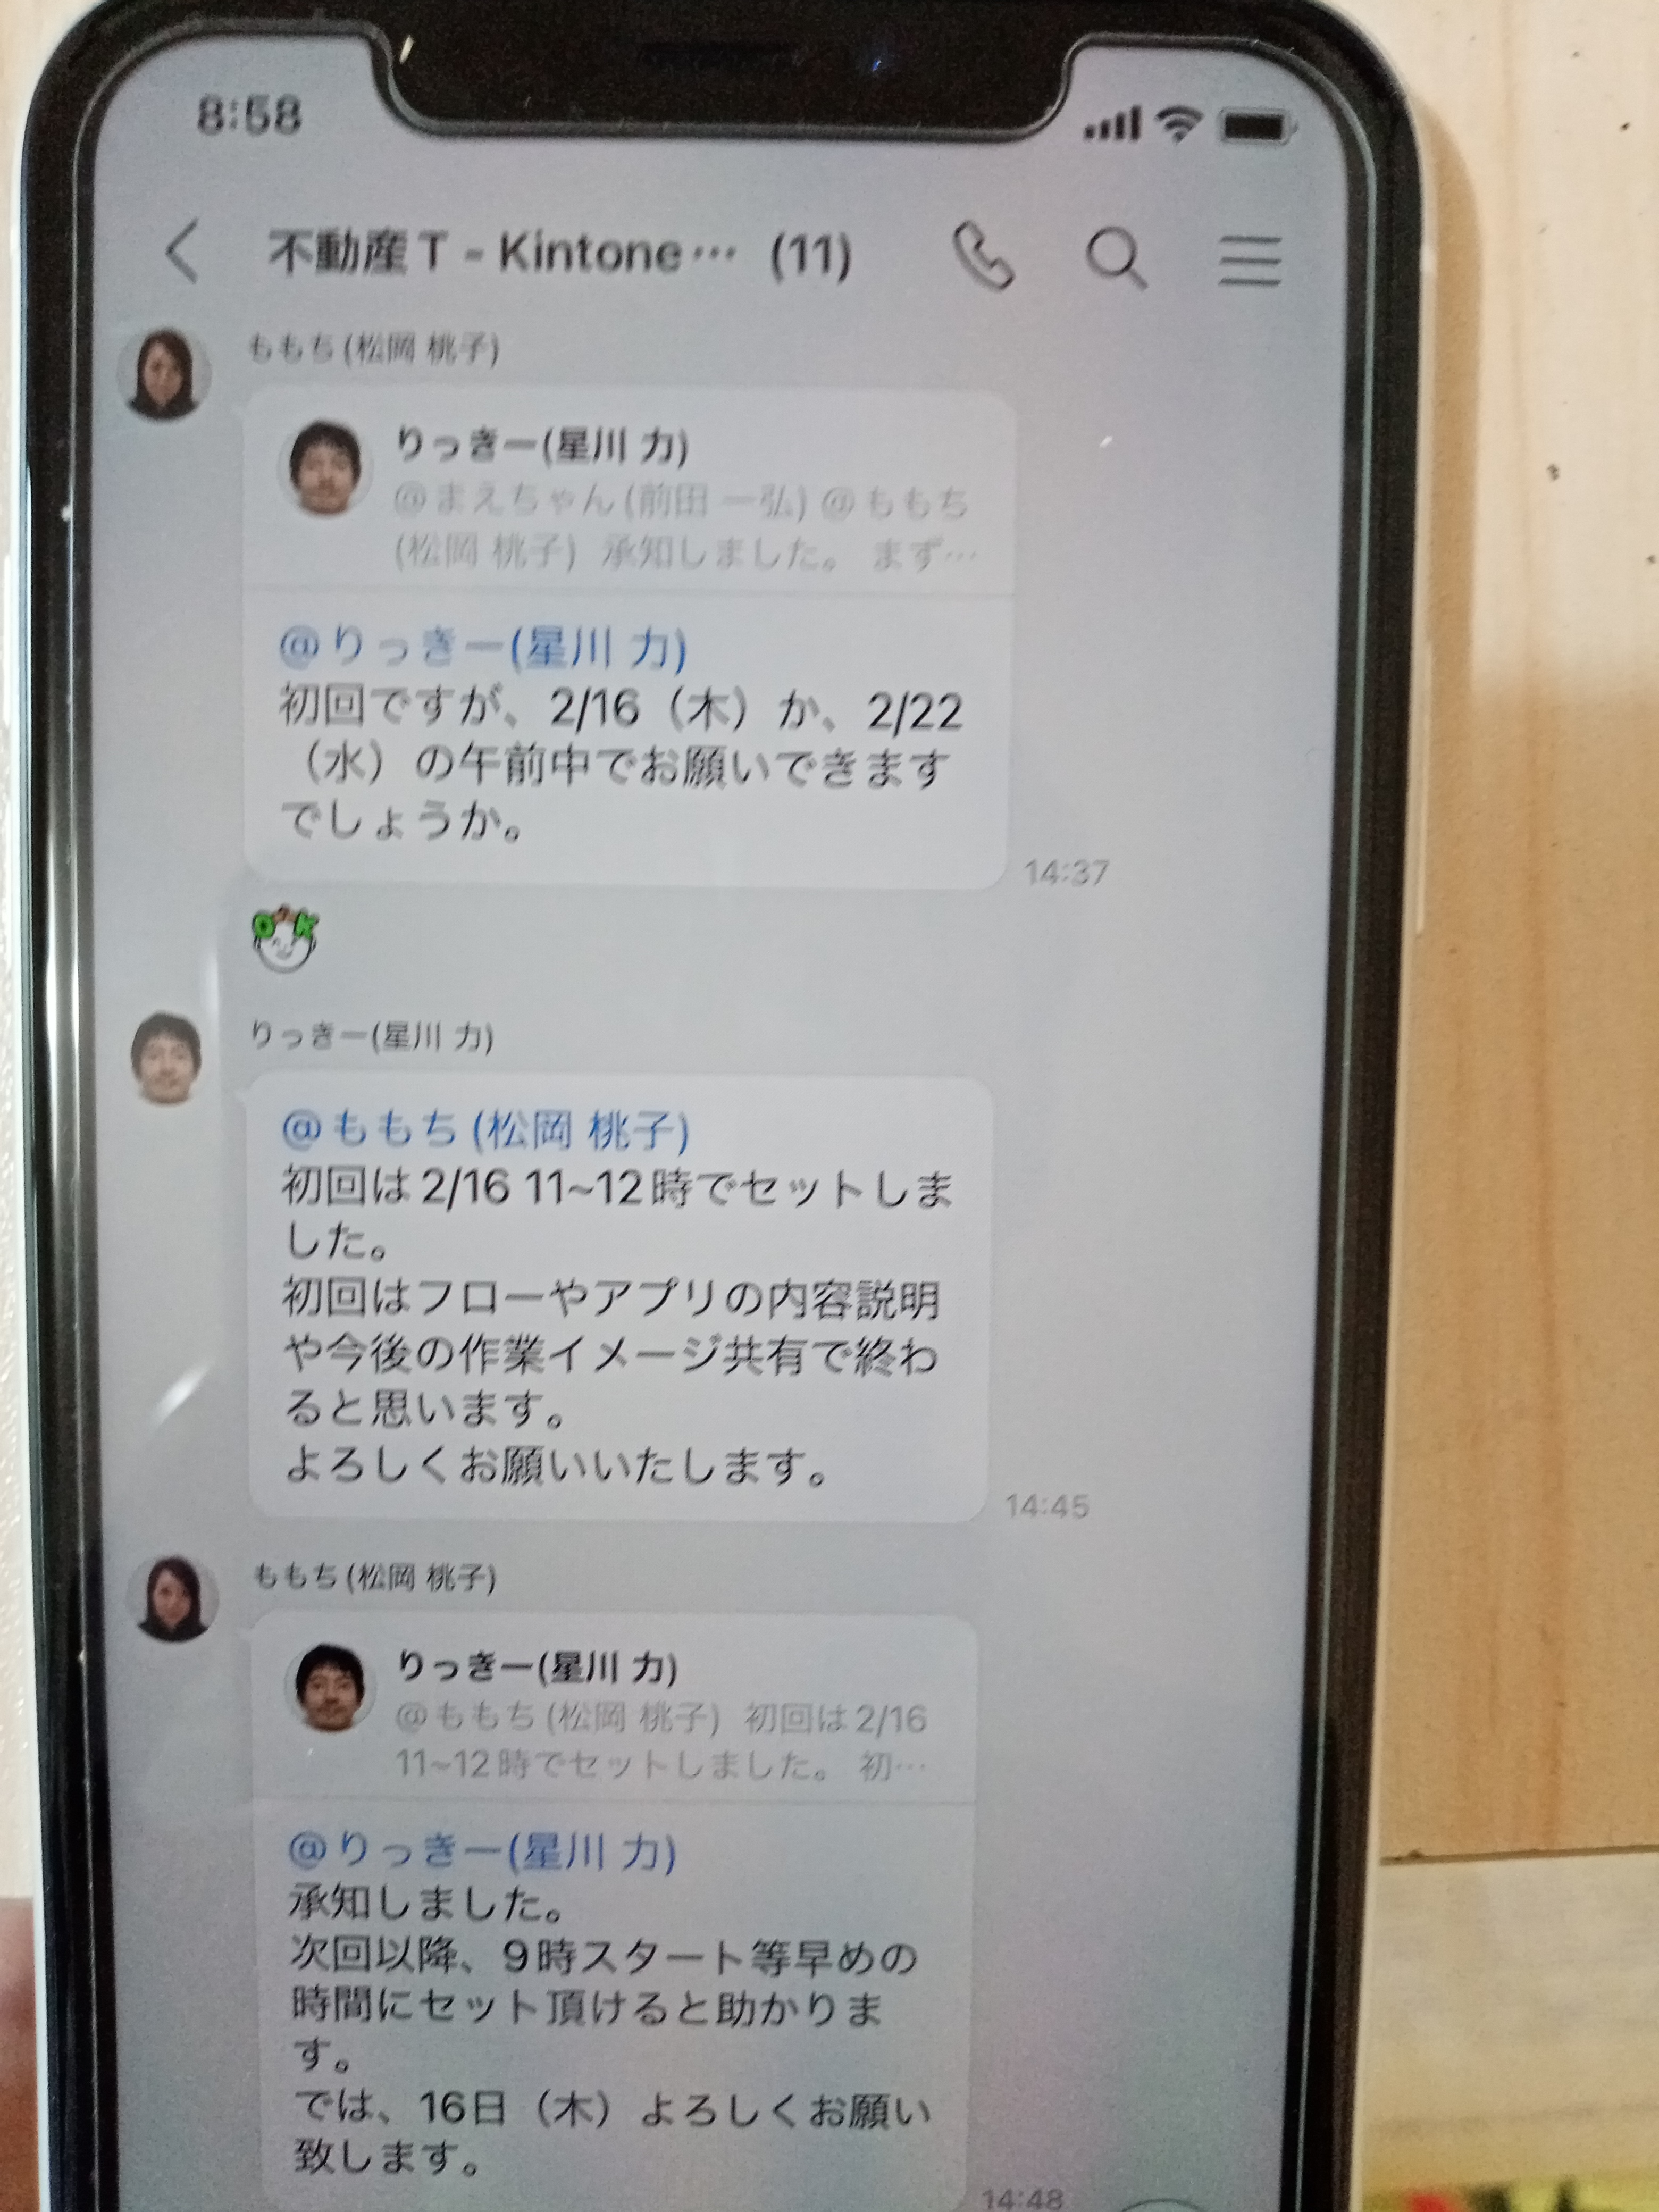 8:58
不動産T - Kintone… (11)
ももち(松岡 桃子)
りっきー(星川 力)
@まえちゃん(前田 一弘) @ももち
(松岡 桃子) 承知しました。 まず…
@りっきー(星川 力)
初回ですが、2/16（木）か、2/22
（水）の午前中でお願いできます
でしょうか。
14:37
OK
りっきー(星川 力)
@ももち(松岡 桃子)
初回は2/16 11~12時でセットしま
した。
初回はフローやアプリの内容説明
や今後の作業イメージ共有で終わ
ると思います。
よろしくお願いいたします。
14:45
ももち(松岡 桃子)
りっきー(星川 力)
@ももち(松岡 桃子) 初回は2/16
11~12時でセットしました。 初…
@りっきー(星川 力)
承知しました。
次回以降、9時スタート等早めの
時間にセット頂けると助かりま
す。
では、16日（木）よろしくお願い
致します。
14:48